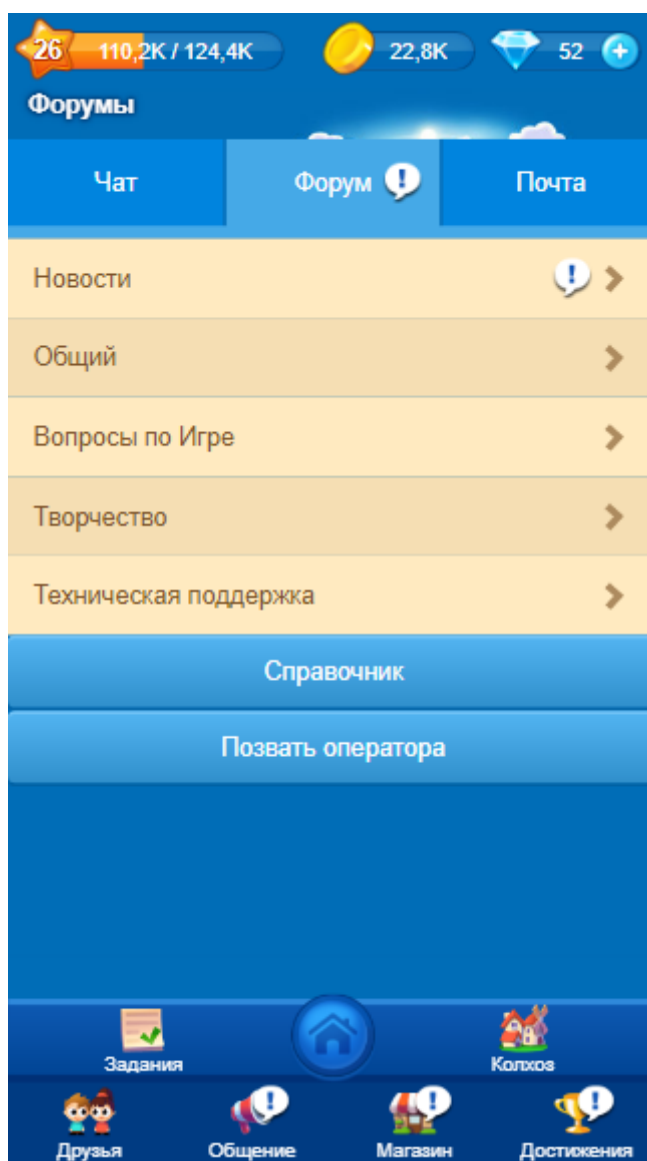 26 110,2K / 124,4K 22,8K 52
Форумы
Чат Форум Почта
Новости
Общий
Вопросы по Игре
Творчество
Техническая поддержка
Справочник
Позвать оператора
Задания Колхоз
Друзья Общение Магазин Достижения